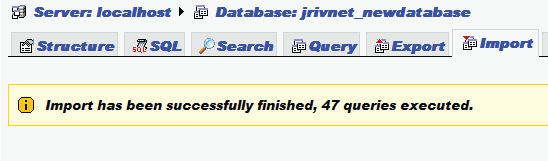 Server: localhost Database: jrivnet_newdatabase
Structure SQL Search Query Export Import
Import has been successfully finished, 47 queries executed.